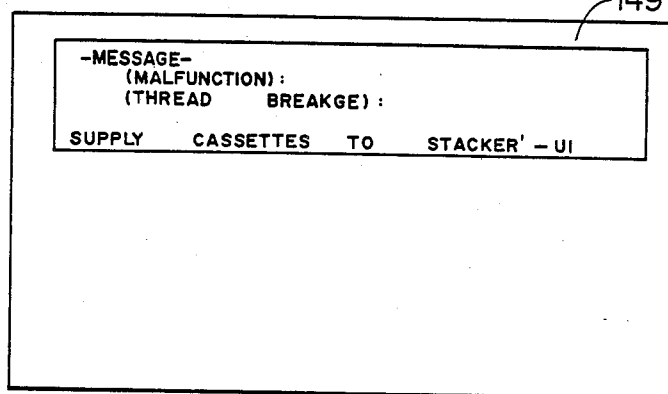 149
-MESSAGE-
(MALFUNCTION):
(THREAD BREAKGE):
SUPPLY CASSETTES TO STACKER' - UI